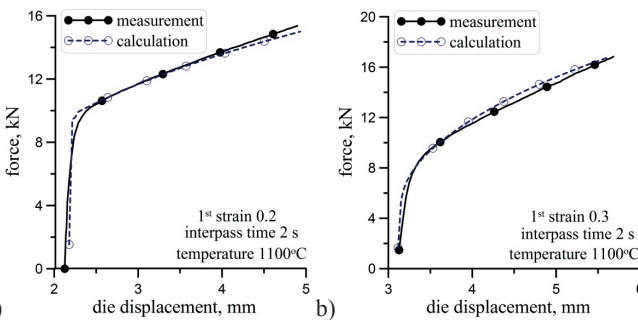 16
measurement
calculation
12
8
4
0
force, kN
1st strain 0.2
interpass time 2 s
temperature 1100°C
2 3 4 5
die displacement, mm
)
20
measurement
calculation
16
12
8
4
0
force, kN
1st strain 0.3
interpass time 2 s
temperature 1100°C
3 4 5
die displacement, mm
b)